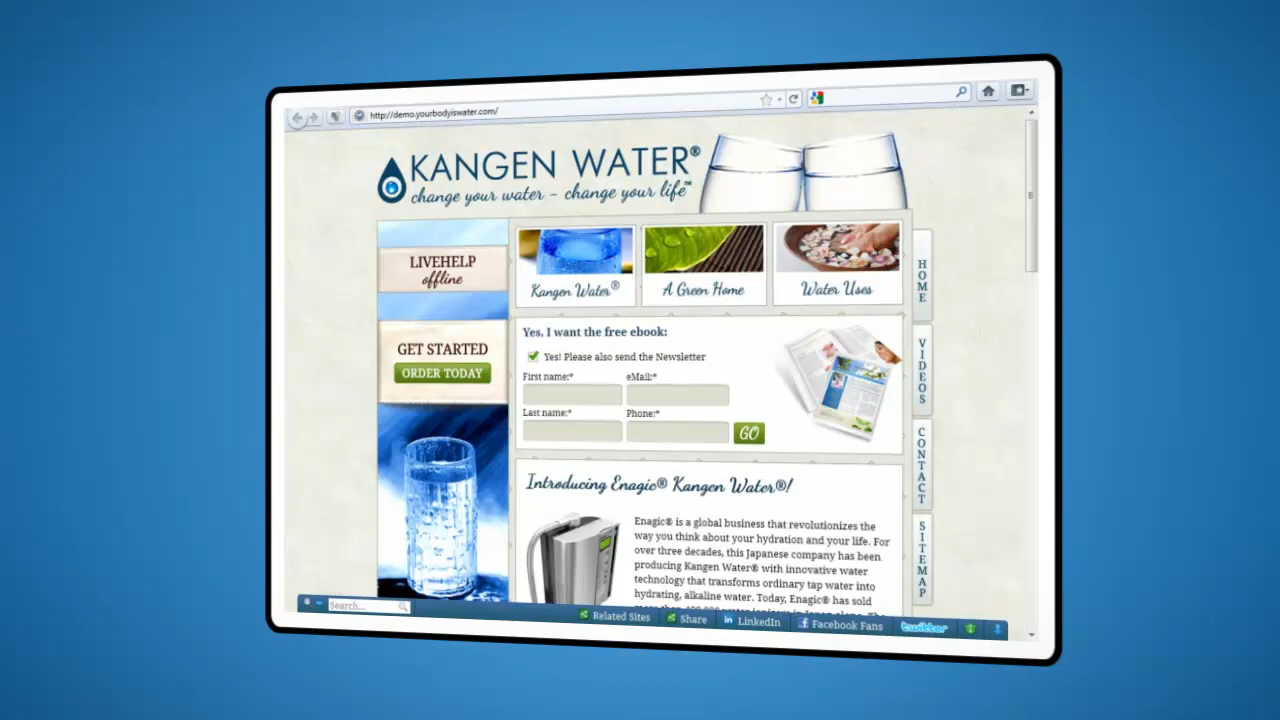 http://demo.yourbodyiswater.com/
KANGEN WATER®
change your water - change your life™
LIVEHELP
offline
GET STARTED
ORDER TODAY
Kangen Water®
A Green Home
Water Uses
Yes, I want the free ebook:
Yes! Please also send the Newsletter
First name:*
eMail:*
Last name:*
Phone:*
GO
HOME
VIDEOS
CONTACT
SITEMAP
Introducing Enagic® Kangen Water®!
Enagic® is a global business that revolutionizes the
way you think about your hydration and your life. For
over three decades, this Japanese company has been
producing Kangen Water® with innovative water
technology that transforms ordinary tap water into
hydrating, alkaline water. Today, Enagic® has sold
Search...
Related Sites
Share
LinkedIn
Facebook Fans
twitter